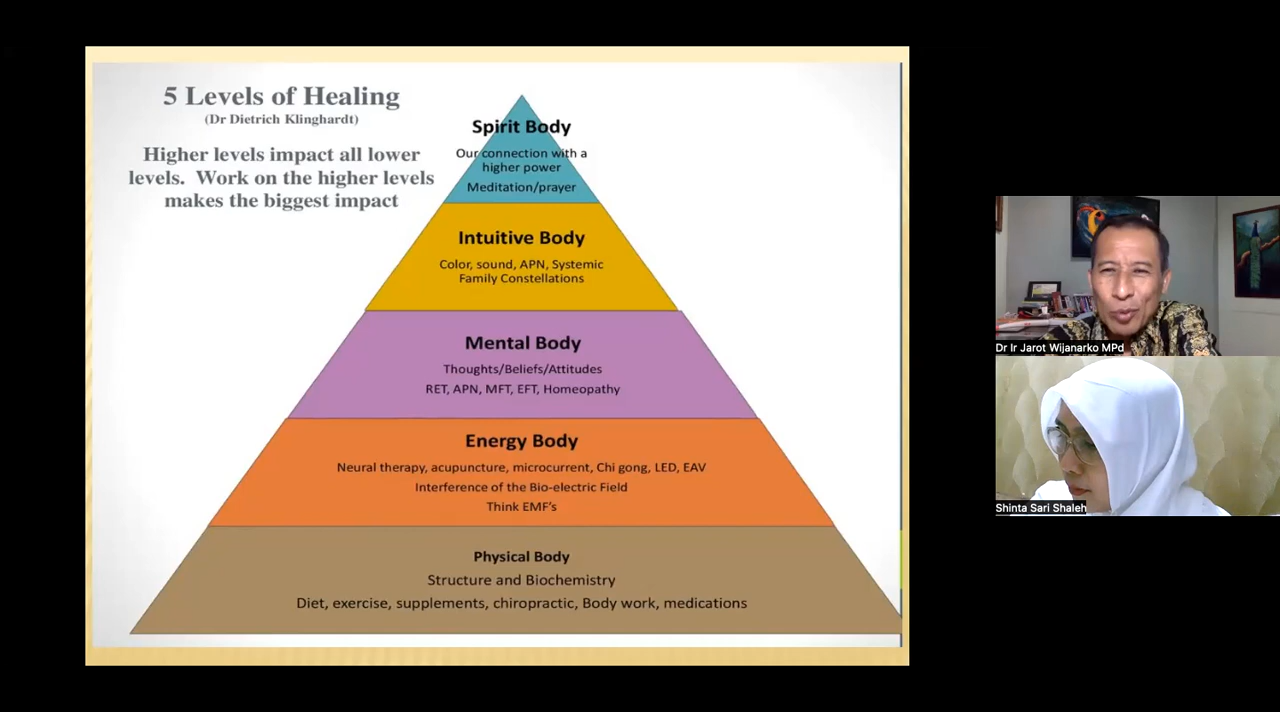 5 Levels of Healing
(Dr Dietrich Klinghardt)
Higher levels impact all lower
levels. Work on the higher levels
makes the biggest impact
Spirit Body
Our connection with a
higher power
Meditation/prayer
Intuitive Body
Color, sound, APN, Systemic
Family Constellations
Mental Body
Thoughts/Beliefs/Attitudes
RET, APN, MFT, EFT, Homeopathy
Energy Body
Neural therapy, acupuncture, microcurrent, Chi gong, LED, EAV
Interference of the Bio-electric Field
Think EMF's
Physical Body
Structure and Biochemistry
Diet, exercise, supplements, chiropractic, Body work, medications
Dr Ir Jarot Wijanarko MPd
Shinta Sari Shaleh